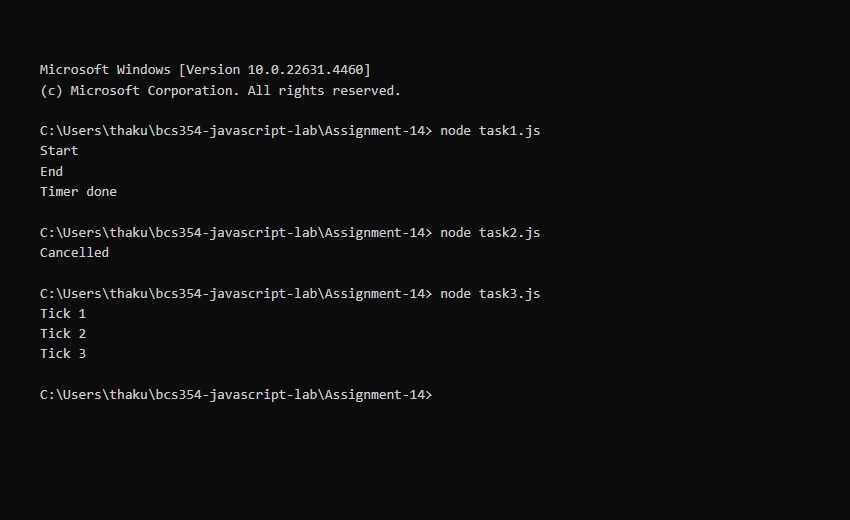 Microsoft Windows [Version 10.0.22631.4460]
(c) Microsoft Corporation. All rights reserved.
C:\Users\thaku\bcs354-javascript-lab\Assignment-14> node task1.js
Start
End
Timer done
C:\Users\thaku\bcs354-javascript-lab\Assignment-14> node task2.js
Cancelled
C:\Users\thaku\bcs354-javascript-lab\Assignment-14> node task3.js
Tick 1
Tick 2
Tick 3
C:\Users\thaku\bcs354-javascript-lab\Assignment-14>